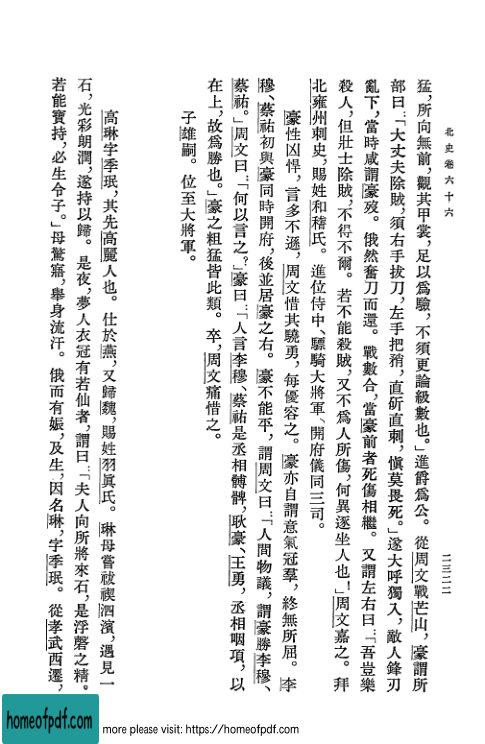 北史卷六十六
二三二二
猛，所向無前，觀其甲裳，足以爲驗，不須更論級數也。」進爵爲公。從周文戰芒山，豪謂所
部曰：「大丈夫除賊，須右手拔刀，左手把矟，直斫直刺，愼莫畏死。」遂大呼獨入，敵人鋒刃
亂下，當時咸謂豪歿。俄然奮刀而還。戰數合，當豪前者死傷相繼。又謂左右曰：「吾豈樂
殺人，但壯士除賊，不得不爾。若不能殺賊，又不爲人所傷，何異逐坐人也！」周文嘉之。拜
北雍州刺史，賜姓和稽氏。進位侍中、驃騎大將軍、開府儀同三司。
豪性凶悍，言多不遜，周文惜其驍勇，每優容之。豪亦自謂意氣冠羣，終無所屈。李
穆、蔡祐初與豪同時開府，後並居豪之右。豪不能平，謂周文曰：「人間物議，謂豪勝李穆、
蔡祐。」周文曰：「何以言之？」豪曰：「人言李穆、蔡祐是丞相髆髀，耿豪、王勇，丞相咽項，以
在上，故爲勝也。」豪之粗猛皆此類。卒，周文痛惜之。
子雄嗣。位至大將軍。
高琳字季珉，其先高麗人也。仕於燕，又歸魏，賜姓羽眞氏。琳母嘗祓禊泗濱，遇見一
石，光彩朗潤，遂持以歸。是夜，夢人衣冠有若仙者，謂曰：「夫人向所將來石，是浮磬之精。
若能寶持，必生令子。」母驚寤，舉身流汗。俄而有娠，及生，因名琳，字季珉。從孝武西遷，
homeofpdf.com
more please visit: https://homeofpdf.com